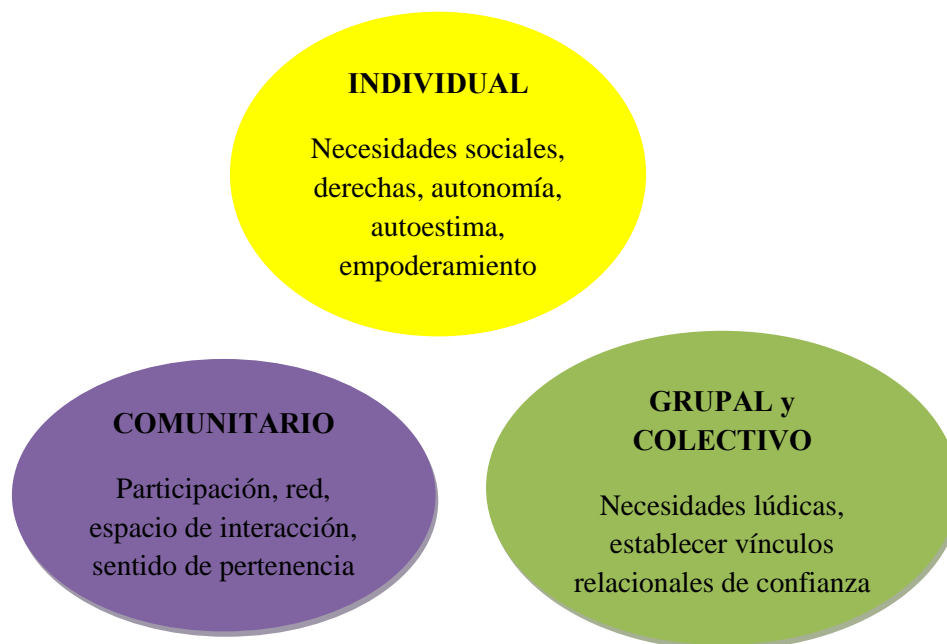 INDIVIDUAL
Necesidades sociales,
derechas, autonomía,
autoestima,
empoderamiento
COMUNITARIO
Participación, red,
espacio de interacción,
sentido de pertenencia
GRUPAL y
COLECTIVO
Necesidades lúdicas,
establecer vínculos
relacionales de confianza